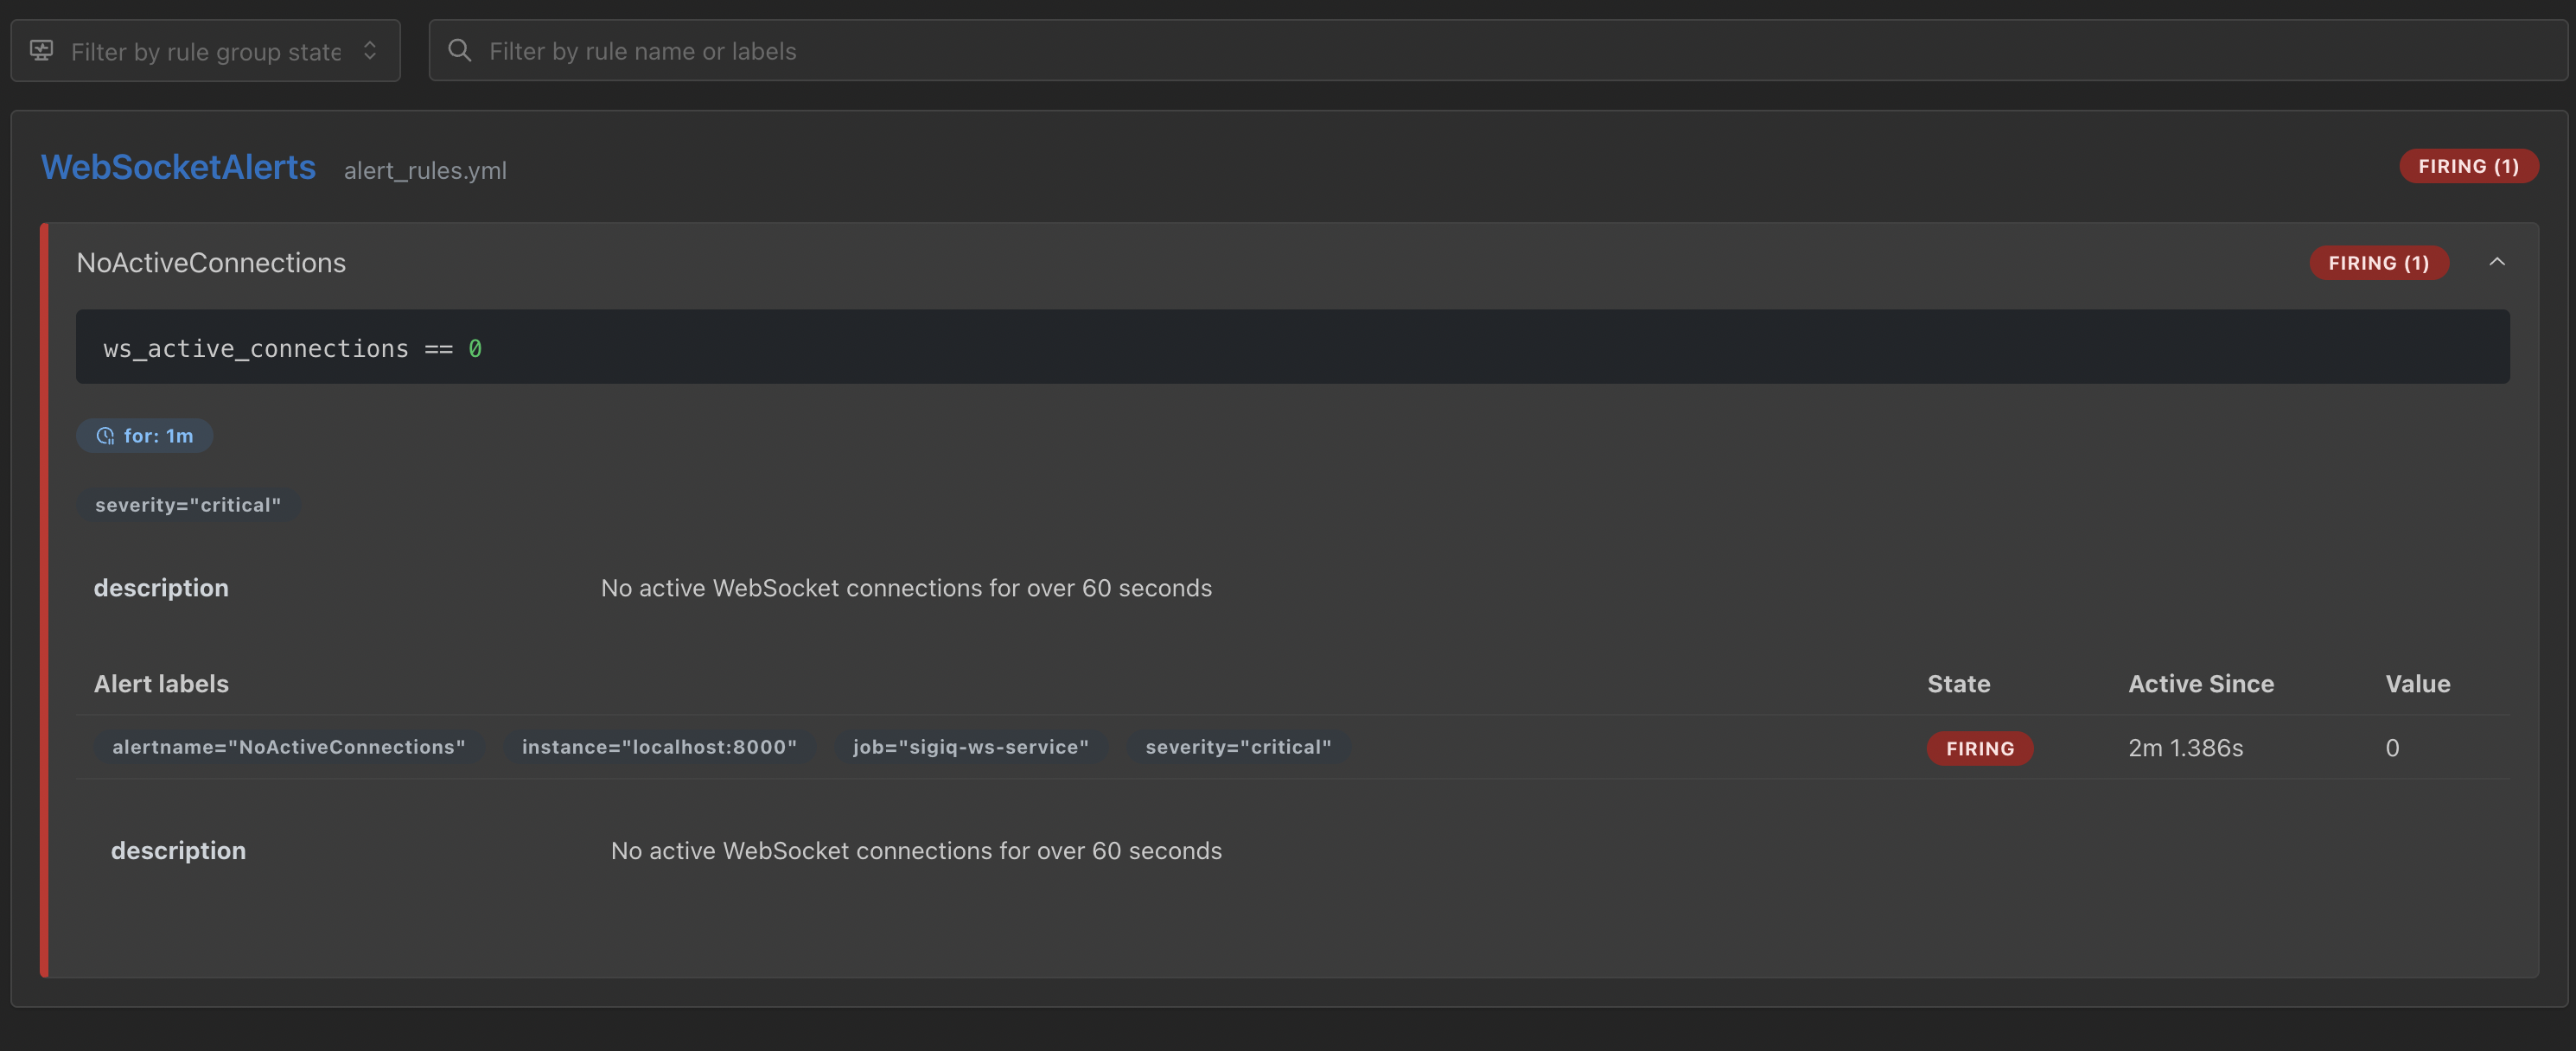 Filter by rule group state
Filter by rule name or labels
WebSocketAlerts alert_rules.yml FIRING (1)
NoActiveConnections FIRING (1)
ws_active_connections == 0
for: 1m
severity="critical"
description No active WebSocket connections for over 60 seconds
Alert labels State Active Since Value
alertname="NoActiveConnections" instance="localhost:8000" job="sigiq-ws-service" severity="critical" FIRING 2m 1.386s 0
description No active WebSocket connections for over 60 seconds